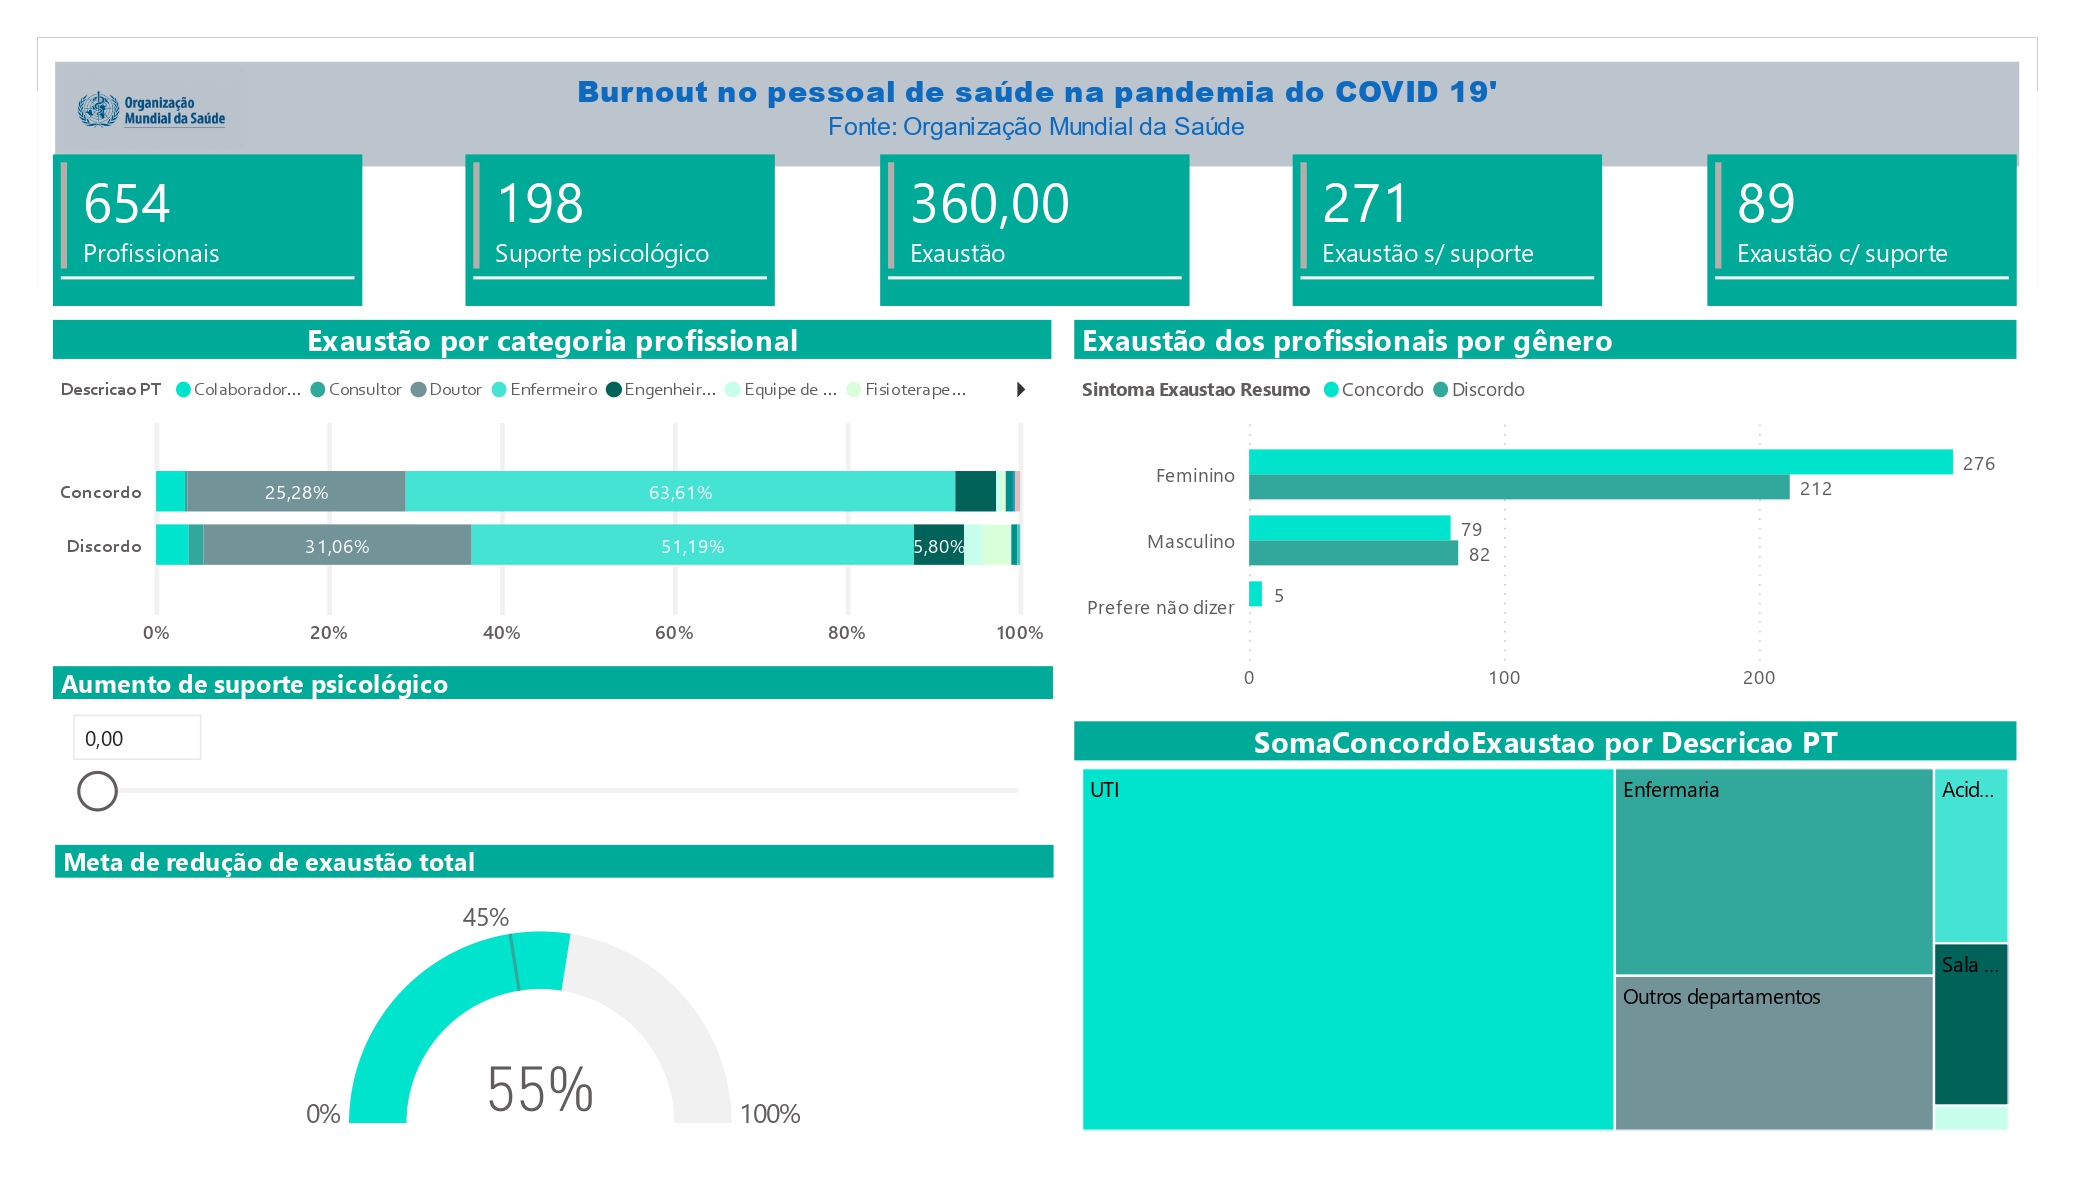 Organização
Mundial da Saúde
Burnout no pessoal de saúde na pandemia do COVID 19'
Fonte: Organização Mundial da Saúde
654
Profissionais
198
Suporte psicológico
360,00
Exaustão
271
Exaustão s/ suporte
89
Exaustão c/ suporte
Exaustão por categoria profissional
Descricao PT Colaborador... Consultor Doutor Enfermeiro Engenheir... Equipe de ... Fisioterape...
Concordo 25,28% 63,61%
Discordo 31,06% 51,19% 5,80%
0% 20% 40% 60% 80% 100%
Exaustão dos profissionais por gênero
Sintoma Exaustao Resumo Concordo Discordo
Feminino 276
212
Masculino 79
82
Prefere não dizer 5
0 100 200
Aumento de suporte psicológico
0,00
Meta de redução de exaustão total
45%
55%
0% 100%
SomaConcordoExaustao por Descricao PT
UTI
Enfermaria
Acid...
Sala ...
Outros departamentos